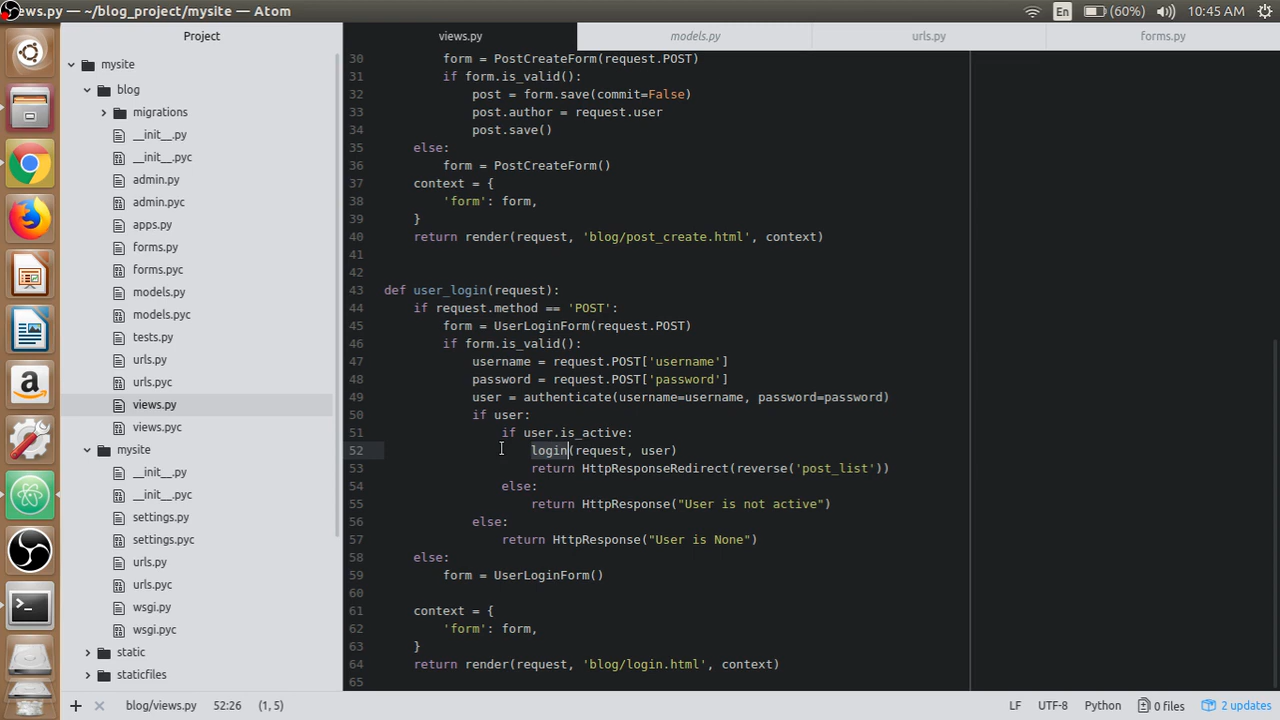 ews.py — ~/blog_project/mysite — Atom
En
(60%)
10:45 AM
Project
views.py
models.py
urls.py
forms.py
mysite
blog
migrations
__init__.py
__init__.pyc
admin.py
admin.pyc
apps.py
forms.py
forms.pyc
models.py
models.pyc
tests.py
urls.py
urls.pyc
views.py
views.pyc
mysite
__init__.py
__init__.pyc
settings.py
settings.pyc
urls.py
urls.pyc
wsgi.py
wsgi.pyc
static
staticfiles
30 form = PostCreateForm(request.POST)
31 if form.is_valid():
32 post = form.save(commit=False)
33 post.author = request.user
34 post.save()
35 else:
36 form = PostCreateForm()
37 context = {
38 'form': form,
39 }
40 return render(request, 'blog/post_create.html', context)
41
42
43 def user_login(request):
44 if request.method == 'POST':
45 form = UserLoginForm(request.POST)
46 if form.is_valid():
47 username = request.POST['username']
48 password = request.POST['password']
49 user = authenticate(username=username, password=password)
50 if user:
51 if user.is_active:
52 login(request, user)
53 return HttpResponseRedirect(reverse('post_list'))
54 else:
55 return HttpResponse("User is not active")
56 else:
57 return HttpResponse("User is None")
58 else:
59 form = UserLoginForm()
60
61 context = {
62 'form': form,
63 }
64 return render(request, 'blog/login.html', context)
65
blog/views.py 52:26 (1, 5)
LF UTF-8 Python 0 files 2 updates